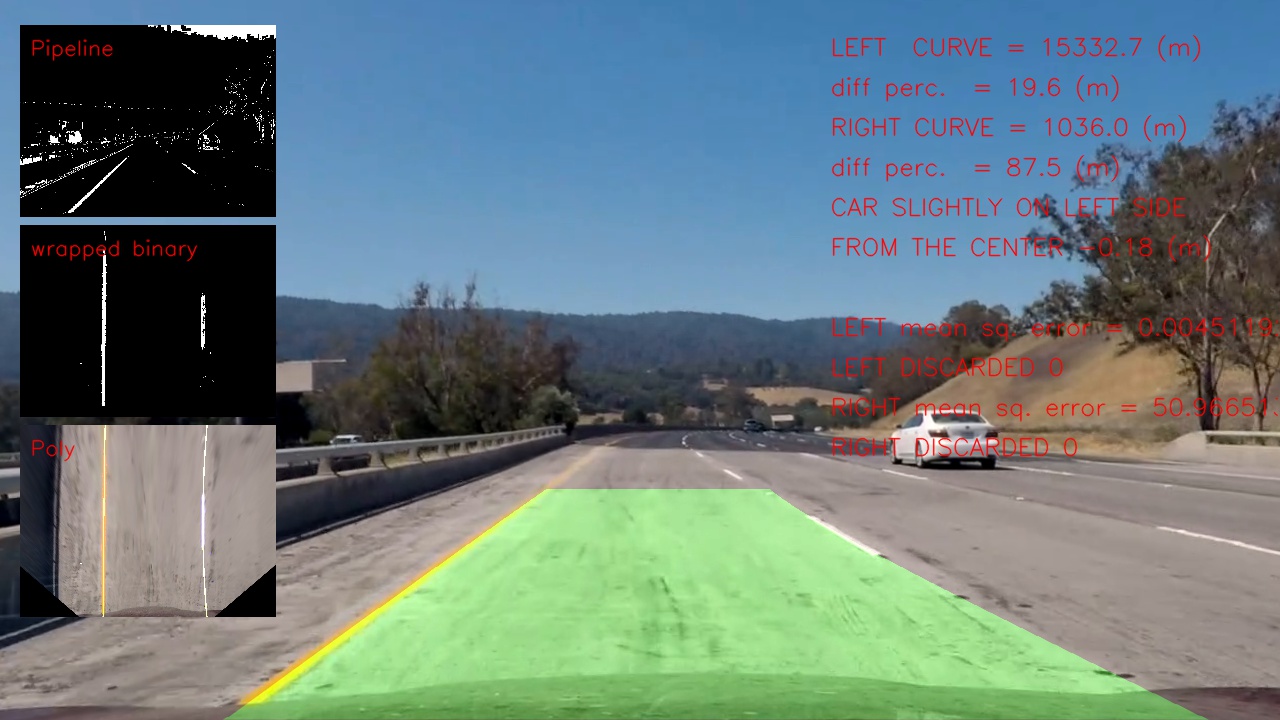 Pipeline
wrapped binary
Poly
LEFT CURVE = 15332.7 (m)
diff perc. = 19.6 (m)
RIGHT CURVE = 1036.0 (m)
diff perc. = 87.5 (m)
CAR SLIGHTLY ON LEFT SIDE
FROM THE CENTER -0.18 (m)
LEFT mean sq. error = 0.0045119
LEFT DISCARDED 0
RIGHT mean sq. error = 50.96651
RIGHT DISCARDED 0